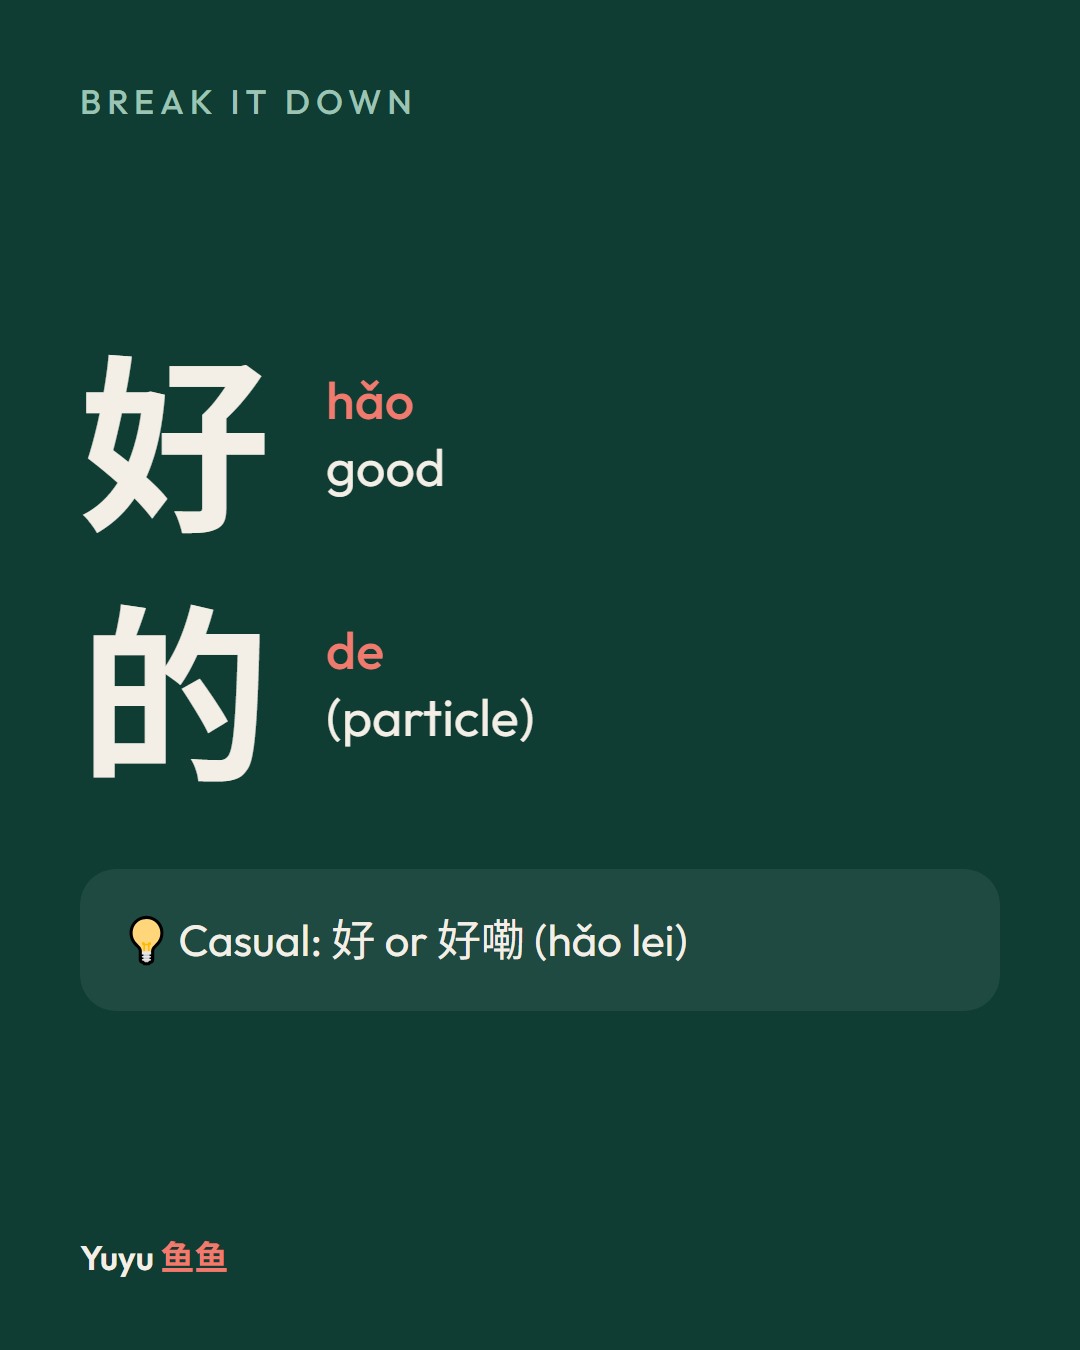 BREAK IT DOWN
好
hǎo
good
的
de
(particle)
💡 Casual: 好 or 好嘞 (hǎo lei)
Yuyu 鱼鱼